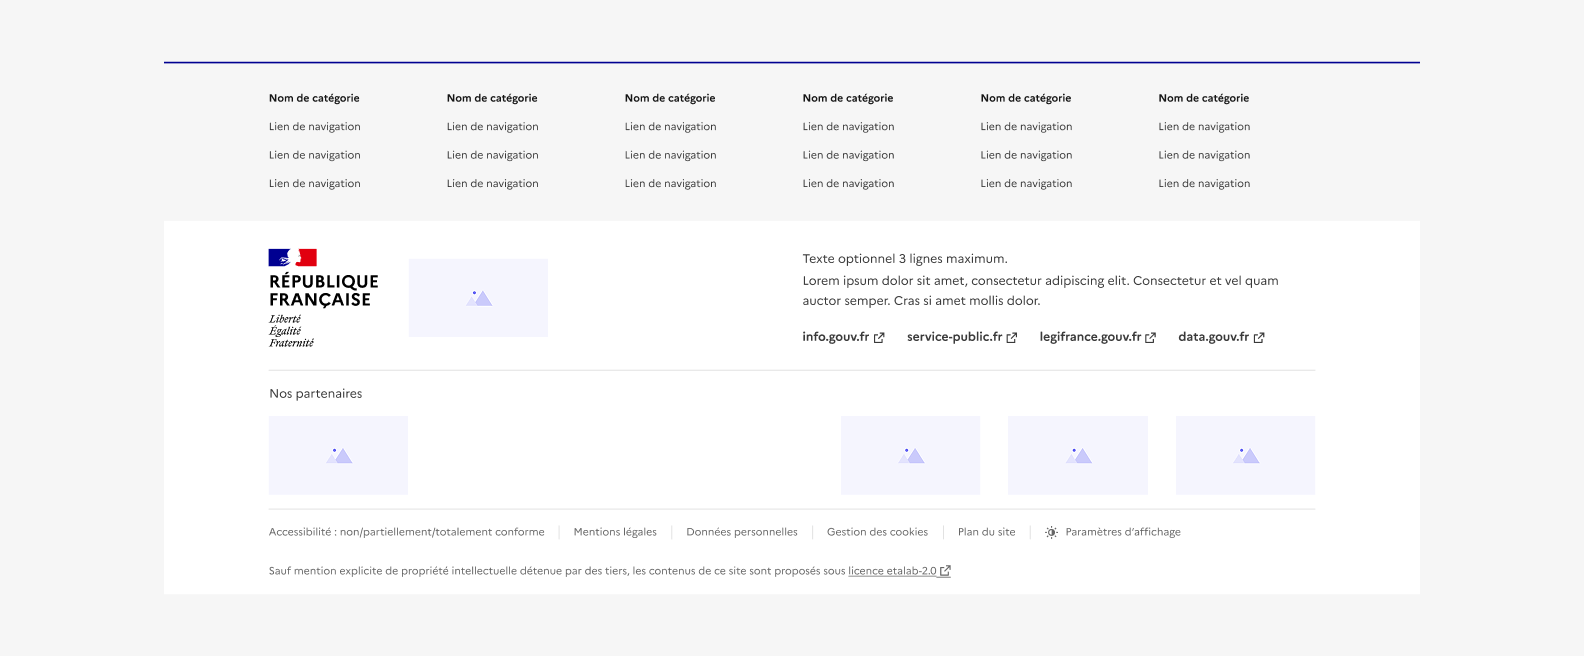 Nom de catégorie Nom de catégorie Nom de catégorie Nom de catégorie Nom de catégorie Nom de catégorie
Lien de navigation Lien de navigation Lien de navigation Lien de navigation Lien de navigation Lien de navigation
Lien de navigation Lien de navigation Lien de navigation Lien de navigation Lien de navigation Lien de navigation
Lien de navigation Lien de navigation Lien de navigation Lien de navigation Lien de navigation Lien de navigation
RÉPUBLIQUE
FRANÇAISE
Liberté
Égalité
Fraternité
Texte optionnel 3 lignes maximum.
Lorem ipsum dolor sit amet, consectetur adipiscing elit. Consectetur et vel quam
auctor semper. Cras si amet mollis dolor.
info.gouv.fr service-public.fr legifrance.gouv.fr data.gouv.fr
Nos partenaires
Accessibilité : non/partiellement/totalement conforme Mentions légales Données personnelles Gestion des cookies Plan du site Paramètres d’affichage
Sauf mention explicite de propriété intellectuelle détenue par des tiers, les contenus de ce site sont proposés sous licence etalab-2.0